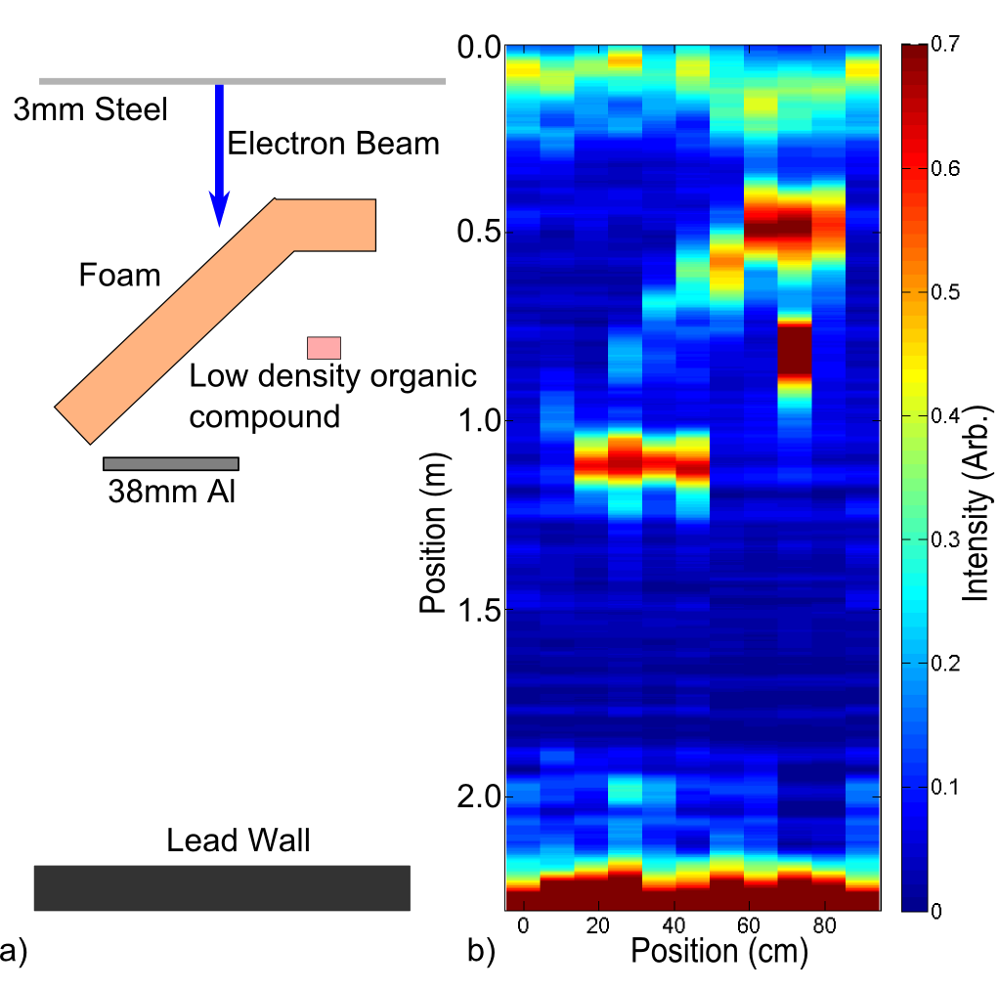 3mm Steel
Electron Beam
Foam
Low density organic
compound
38mm Al
Lead Wall
a)
0.0
0.5
1.0
1.5
2.0
Position (m)
0
20
40
60
80
Position (cm)
b)
0.7
0.6
0.5
0.4
0.3
0.2
0.1
0
Intensity (Arb.)